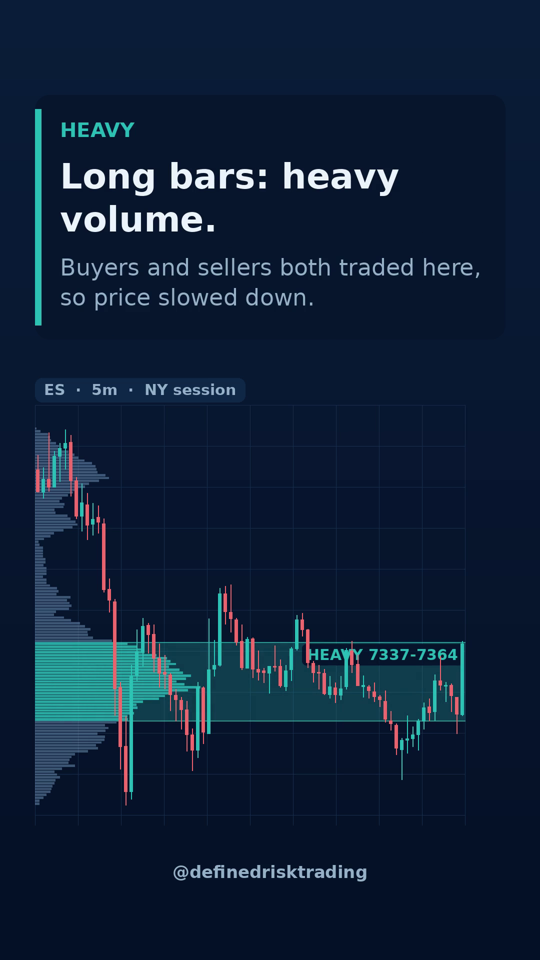 HEAVY
Long bars: heavy
volume.
Buyers and sellers both traded here,
so price slowed down.
ES · 5m · NY session
HEAVY 7337-7364
@definedrisktrading